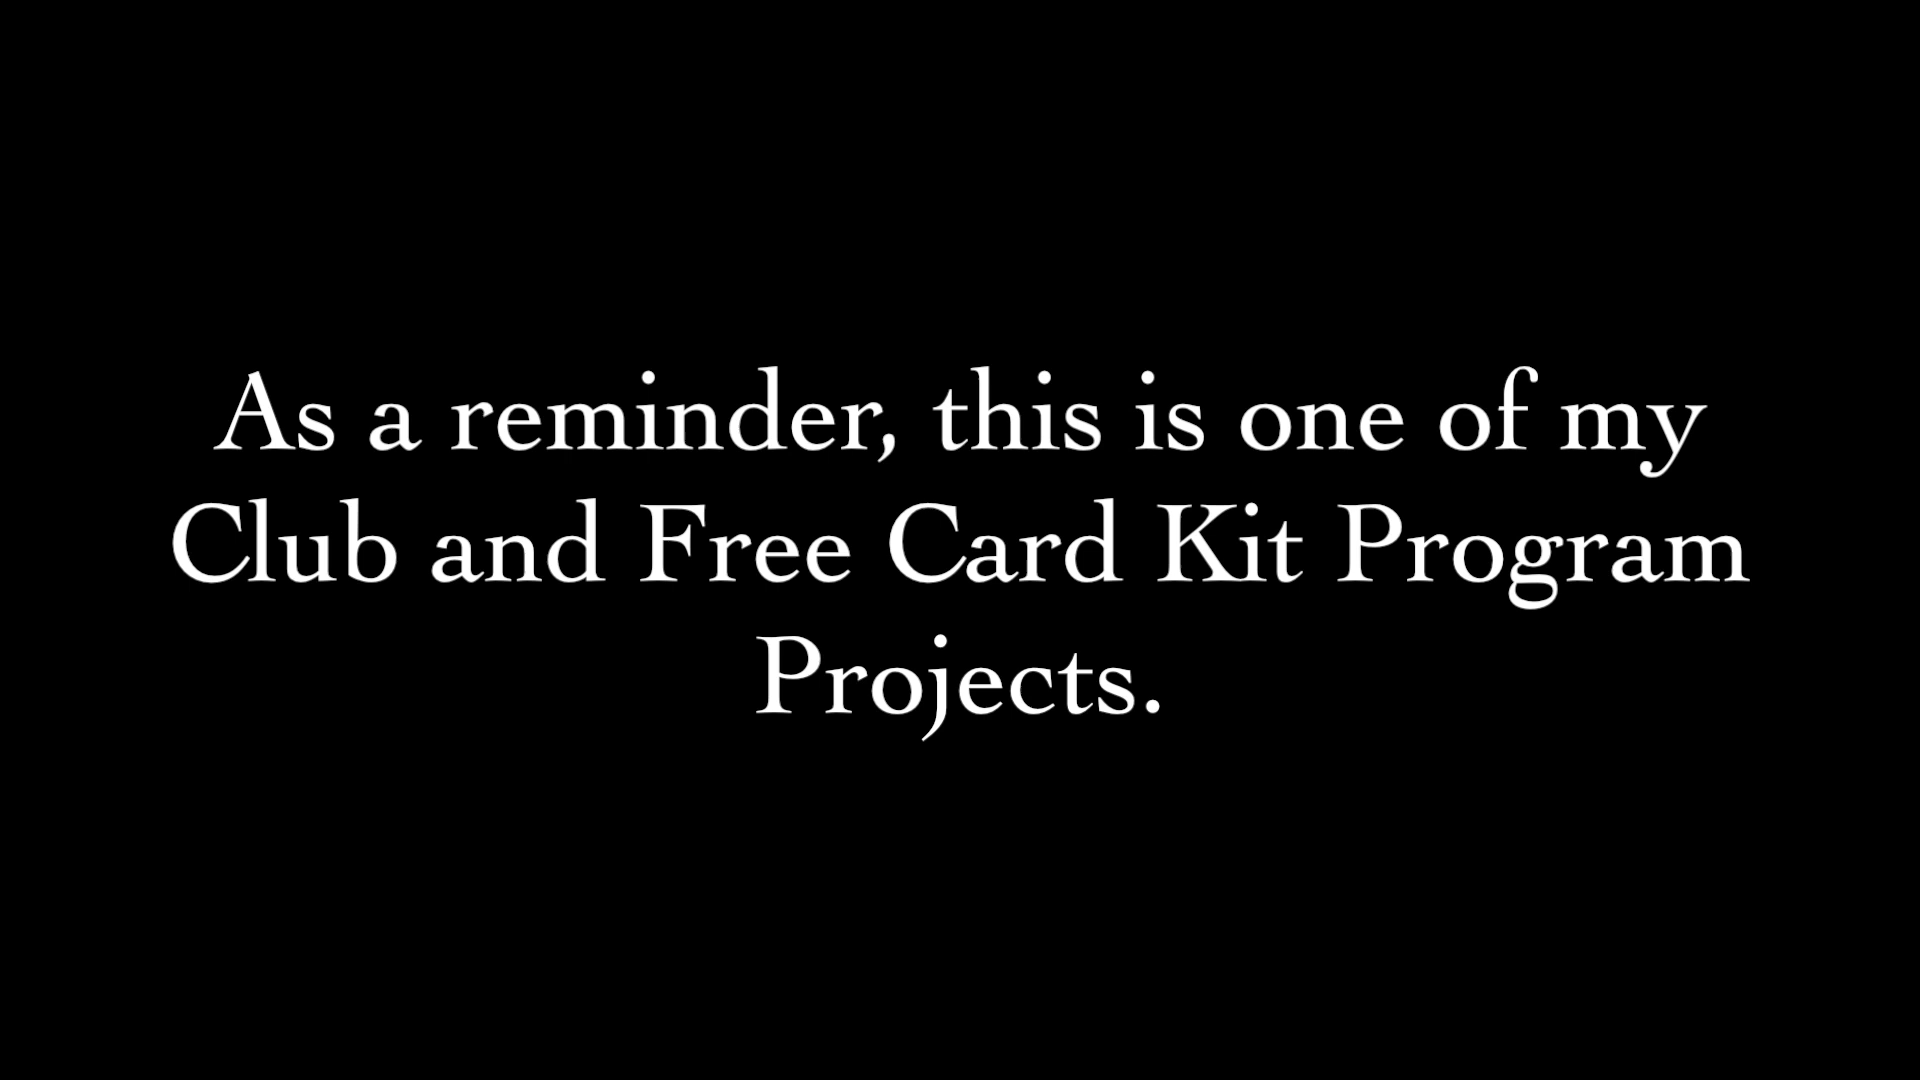 As a reminder, this is one of my
Club and Free Card Kit Program
Projects.